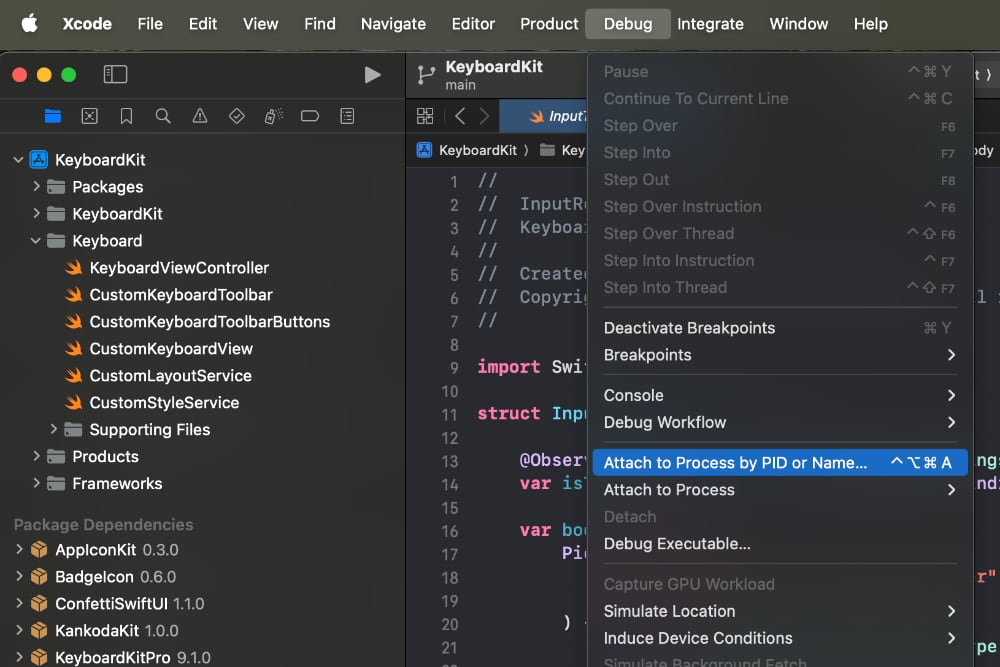 Xcode File Edit View Find Navigate Editor Product Debug Integrate Window Help
KeyboardKit
main
KeyboardKit
Packages
KeyboardKit
Keyboard
KeyboardViewController
CustomKeyboardToolbar
CustomKeyboardToolbarButtons
CustomKeyboardView
CustomLayoutService
CustomStyleService
Supporting Files
Products
Frameworks
Package Dependencies
AppIconKit 0.3.0
BadgeIcon 0.6.0
ConfettiSwiftUI 1.1.0
KankodaKit 1.0.0
KeyboardKitPro 9.1.0
KeyboardKit ⟩ Key
1 //
2 // InputR
3 // Keyboa
4 //
5 // Create
6 // Copyri
7 //
8
9 import Swi
10
11 struct Inpu
12
13 @Obser
14 var is
15
16 var bo
17 Pi
18
19
20 )
21
Pause ⌃⌘Y
Continue To Current Line ⌃⌘C
Step Over F6
Step Into F7
Step Out F8
Step Over Instruction ⌃F6
Step Over Thread ⌃⇧F6
Step Into Instruction ⌃F7
Step Into Thread ⌃⇧F7
Deactivate Breakpoints ⌘Y
Breakpoints
Console
Debug Workflow
Attach to Process by PID or Name... ⌃⌥⌘A
Attach to Process
Detach
Debug Executable...
Capture GPU Workload
Simulate Location
Induce Device Conditions
Simulate Background Fetch